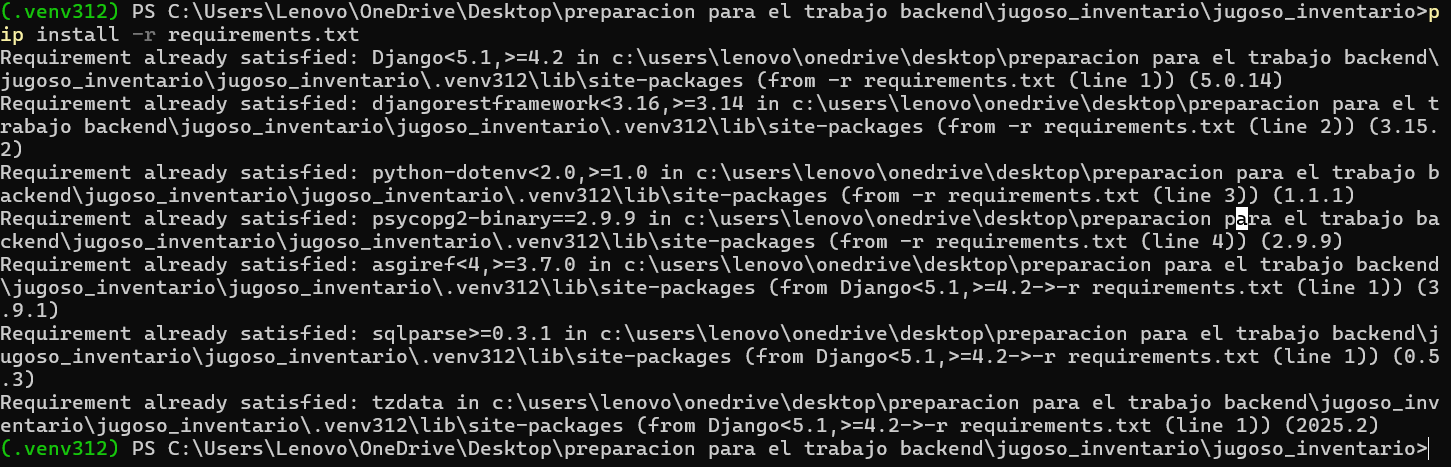 (.venv312) PS C:\Users\Lenovo\OneDrive\Desktop\preparacion para el trabajo backend\jugoso_inventario\jugoso_inventario>p
ip install -r requirements.txt
Requirement already satisfied: Django<5.1,>=4.2 in c:\users\lenovo\onedrive\desktop\preparacion para el trabajo backend\
jugoso_inventario\jugoso_inventario\.venv312\lib\site-packages (from -r requirements.txt (line 1)) (5.0.14)
Requirement already satisfied: djangorestframework<3.16,>=3.14 in c:\users\lenovo\onedrive\desktop\preparacion para el t
rabajo backend\jugoso_inventario\jugoso_inventario\.venv312\lib\site-packages (from -r requirements.txt (line 2)) (3.15.
2)
Requirement already satisfied: python-dotenv<2.0,>=1.0 in c:\users\lenovo\onedrive\desktop\preparacion para el trabajo b
ackend\jugoso_inventario\jugoso_inventario\.venv312\lib\site-packages (from -r requirements.txt (line 3)) (1.1.1)
Requirement already satisfied: psycopg2-binary==2.9.9 in c:\users\lenovo\onedrive\desktop\preparacion para el trabajo ba
ckend\jugoso_inventario\jugoso_inventario\.venv312\lib\site-packages (from -r requirements.txt (line 4)) (2.9.9)
Requirement already satisfied: asgiref<4,>=3.7.0 in c:\users\lenovo\onedrive\desktop\preparacion para el trabajo backend
\jugoso_inventario\jugoso_inventario\.venv312\lib\site-packages (from Django<5.1,>=4.2->-r requirements.txt (line 1)) (3
.9.1)
Requirement already satisfied: sqlparse>=0.3.1 in c:\users\lenovo\onedrive\desktop\preparacion para el trabajo backend\j
ugoso_inventario\jugoso_inventario\.venv312\lib\site-packages (from Django<5.1,>=4.2->-r requirements.txt (line 1)) (0.5
.3)
Requirement already satisfied: tzdata in c:\users\lenovo\onedrive\desktop\preparacion para el trabajo backend\jugoso_inv
entario\jugoso_inventario\.venv312\lib\site-packages (from Django<5.1,>=4.2->-r requirements.txt (line 1)) (2025.2)
(.venv312) PS C:\Users\Lenovo\OneDrive\Desktop\preparacion para el trabajo backend\jugoso_inventario\jugoso_inventario>